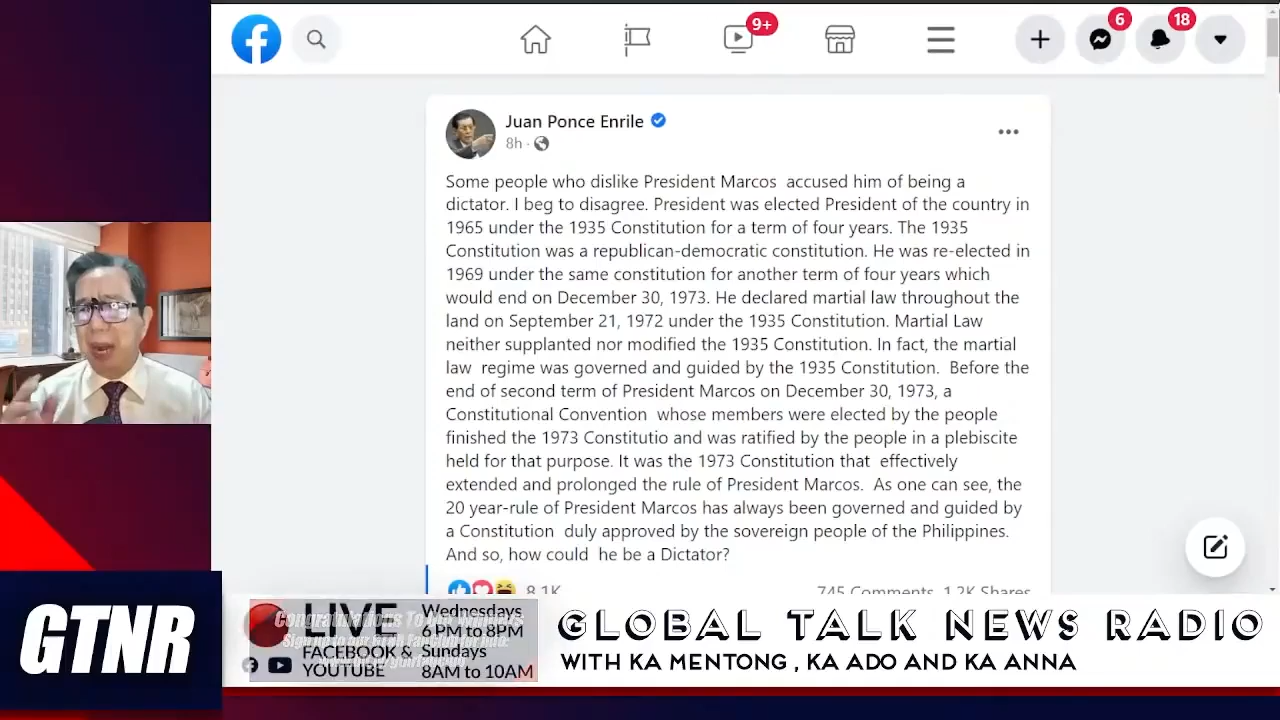 9+
6
18
Juan Ponce Enrile
8h ·
Some people who dislike President Marcos  accused him of being a
dictator. I beg to disagree. President was elected President of the country in
1965 under the 1935 Constitution for a term of four years. The 1935
Constitution was a republican-democratic constitution. He was re-elected in
1969 under the same constitution for another term of four years which
would end on December 30, 1973. He declared martial law throughout the
land on September 21, 1972 under the 1935 Constitution. Martial Law
neither supplanted nor modified the 1935 Constitution. In fact, the martial
law  regime was governed and guided by the 1935 Constitution.  Before the
end of second term of President Marcos on December 30, 1973, a
Constitutional Convention  whose members were elected by the people
finished the 1973 Constitutio and was ratified by the people in a plebiscite
held for that purpose. It was the 1973 Constitution that  effectively
extended and prolonged the rule of President Marcos.  As one can see, the
20 year-rule of President Marcos has always been governed and guided by
a Constitution  duly approved by the sovereign people of the Philippines.
And so, how could  he be a Dictator?
8.1K
745 Comments 1.2K Shares
GTNR
LIVE
FACEBOOK &
YOUTUBE
Wednesdays
6PM to 8PM
Sundays
8AM to 10AM
GLOBAL TALK NEWS RADIO
WITH KA MENTONG , KA ADO AND KA ANNA